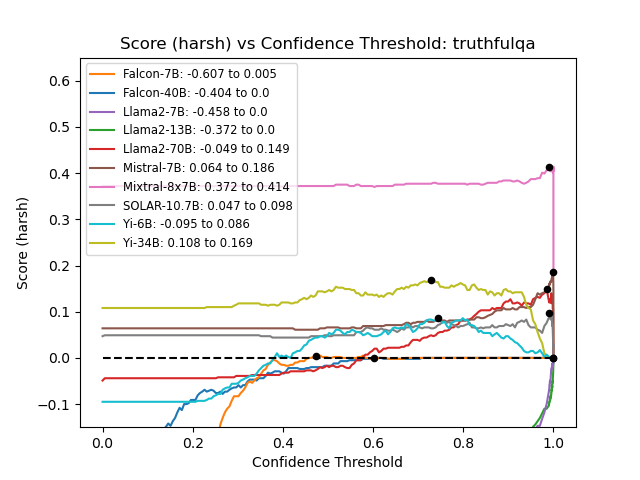 Score (harsh) vs Confidence Threshold: truthfulqa
Falcon-7B: -0.607 to 0.005
Falcon-40B: -0.404 to 0.0
Llama2-7B: -0.458 to 0.0
Llama2-13B: -0.372 to 0.0
Llama2-70B: -0.049 to 0.149
Mistral-7B: 0.064 to 0.186
Mixtral-8x7B: 0.372 to 0.414
SOLAR-10.7B: 0.047 to 0.098
Yi-6B: -0.095 to 0.086
Yi-34B: 0.108 to 0.169
Score (harsh)
0.6
0.5
0.4
0.3
0.2
0.1
0.0
−0.1
0.0 0.2 0.4 0.6 0.8 1.0
Confidence Threshold